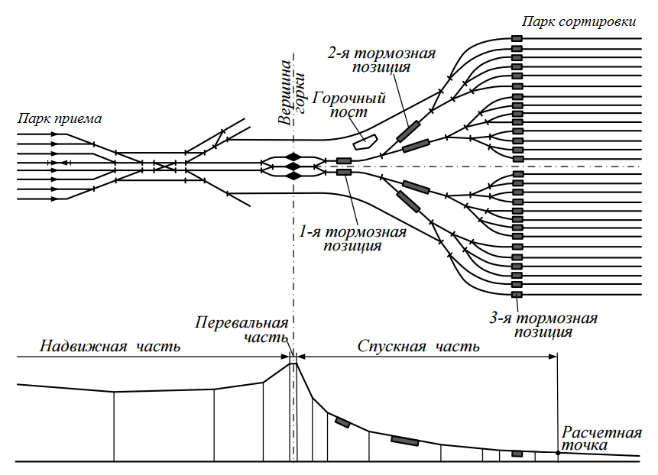 Парк сортировки
2-я тормозная
позиция
Вершина
горки
Горочный
пост
Парк приема
1-я тормозная
позиция
3-я тормозная
позиция
Перевальная
часть
Надвижная часть
Спускная часть
Расчетная
точка